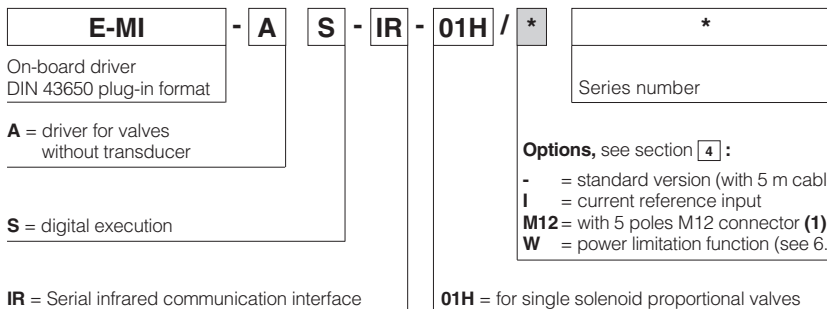 E-MI - A S - IR - 01H / * *
On-board driver
DIN 43650 plug-in format
Series number
A = driver for valves
without transducer
Options, see section 4 :
- = standard version (with 5 m
I = current reference input
S = digital execution
M12 = with 5 poles M12 connector (1)
W = power limitation function (see 6.
IR = Serial infrared communication interface
01H = for single solenoid proportional valves